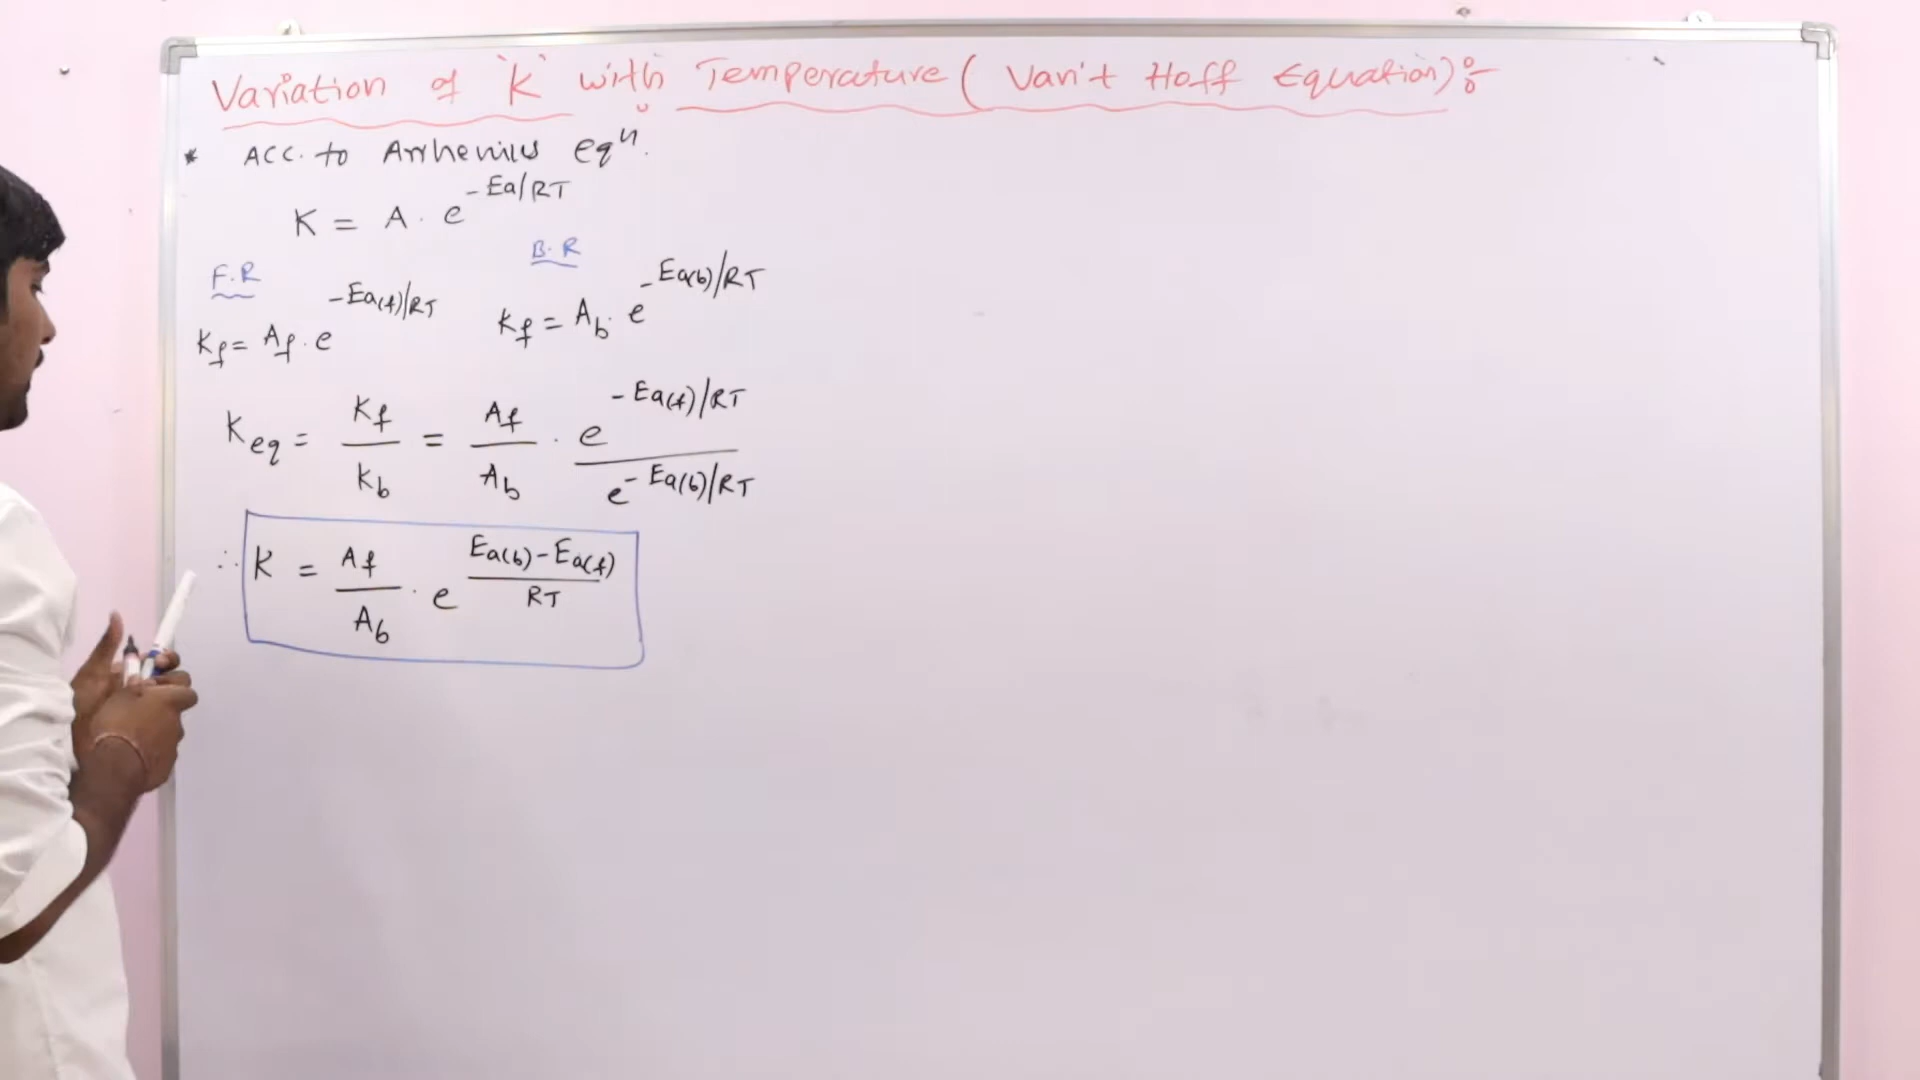 Variation of 'K' with Temperature ( Van't Hoff Equation):-
* ACC. to Arrhenius eqⁿ.
K = A . e^-Ea/RT
F.R
B.R
Kf = Af . e^-Ea(f)/RT
Kf = Ab . e^-Ea(b)/RT
Keq = Kf/Kb = Af/Ab . e^-Ea(f)/RT / e^-Ea(b)/RT
∴ K = Af/Ab . e^(Ea(b)-Ea(f)/RT)